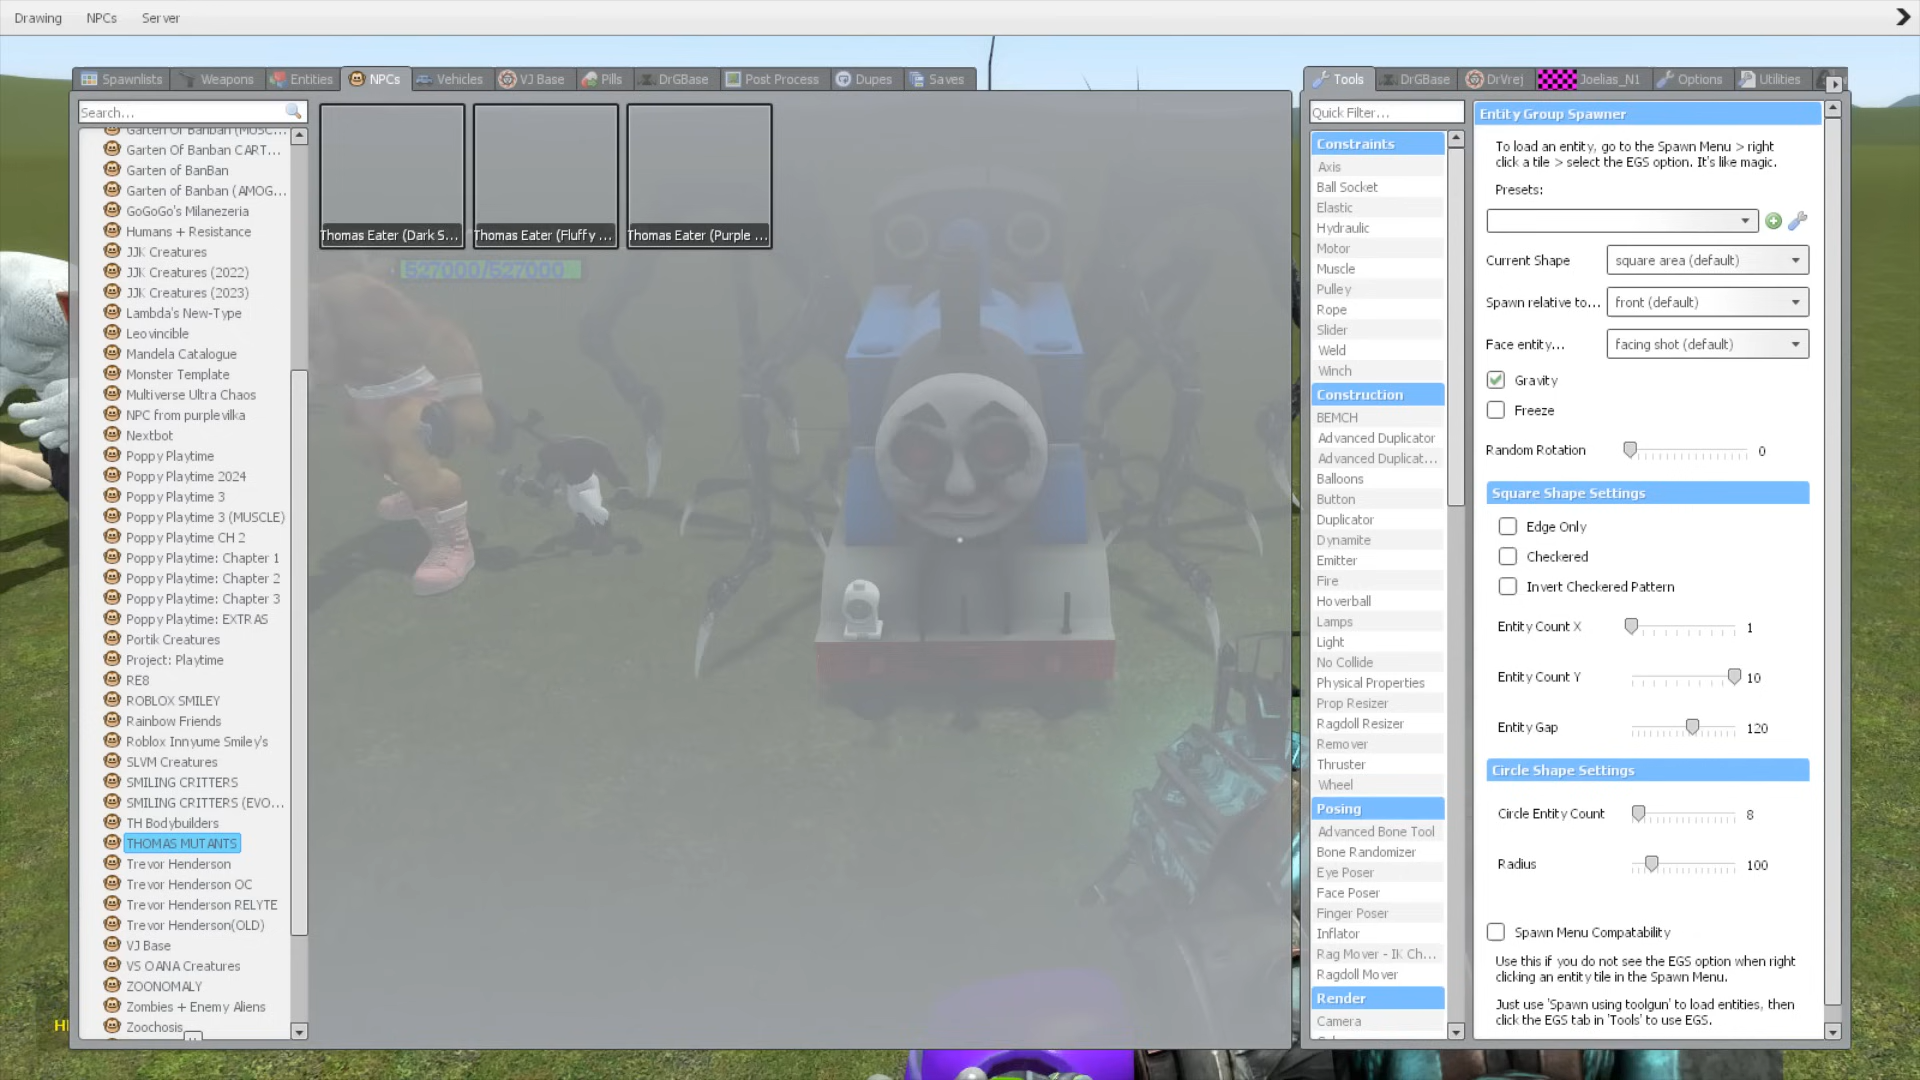 Drawing NPCs Server
Spawnlists Weapons Entities NPCs Vehicles VJ Base Pills DrGBase Post Process Dupes Saves
Search...
Garten Of Banban (MUSC...
Garten Of Banban CART...
Garten of BanBan
Garten of Banban ( AMOG...
GoGoGo's Milanezeria
Humans + Resistance
JJK Creatures
JJK Creatures (2022)
JJK Creatures (2023)
Lambda's New-Type
Leovincible
Mandela Catalogue
Monster Template
Multiverse Ultra Chaos
NPC from purplevilka
Nextbot
Poppy Playtime
Poppy Playtime 2024
Poppy Playtime 3
Poppy Playtime 3 (MUSCLE)
Poppy Playtime CH 2
Poppy Playtime: Chapter 1
Poppy Playtime: Chapter 2
Poppy Playtime: Chapter 3
Poppy Playtime: EXTRAS
Portik Creatures
Project: Playtime
RE8
ROBLOX SMILEY
Rainbow Friends
Roblox Innyume Smiley's
SLVM Creatures
SMILING CRITTERS
SMILING CRITTERS (EVO...
TH Bodybuilders
THOMAS MUTANTS
Trevor Henderson
Trevor Henderson OC
Trevor Henderson RELYTE
Trevor Henderson(OLD)
VJ Base
VS OANA Creatures
ZOONOMALY
Zombies + Enemy Aliens
Zoochosis
Thomas Eater (Dark S...
Thomas Eater (Fluffy ...
Thomas Eater (Purple ...
527000/527000
Tools DrGBase DrVrej Joelias_N1 Options Utilities
Quick Filter...
Constraints
Axis
Ball Socket
Elastic
Hydraulic
Motor
Muscle
Pulley
Rope
Slider
Weld
Winch
Construction
BEMCH
Advanced Duplicator
Advanced Duplicat...
Balloons
Button
Duplicator
Dynamite
Emitter
Fire
Hoverball
Lamps
Light
No Collide
Physical Properties
Prop Resizer
Ragdoll Resizer
Remover
Thruster
Wheel
Posing
Advanced Bone Tool
Bone Randomizer
Eye Poser
Face Poser
Finger Poser
Inflator
Rag Mover - IK Ch...
Ragdoll Mover
Render
Camera
Entity Group Spawner
To load an entity, go to the Spawn Menu > right
click a tile > select the EGS option. It's like magic.
Presets:
Current Shape square area (default)
Spawn relative to... front (default)
Face entity... facing shot (default)
Gravity
Freeze
Random Rotation 0
Square Shape Settings
Edge Only
Checkered
Invert Checkered Pattern
Entity Count X 1
Entity Count Y 10
Entity Gap 120
Circle Shape Settings
Circle Entity Count 8
Radius 100
Spawn Menu Compatability
Use this if you do not see the EGS option when right
clicking an entity tile in the Spawn Menu.
Just use 'Spawn using toolgun' to load entities, then
click the EGS tab in 'Tools' to use EGS.